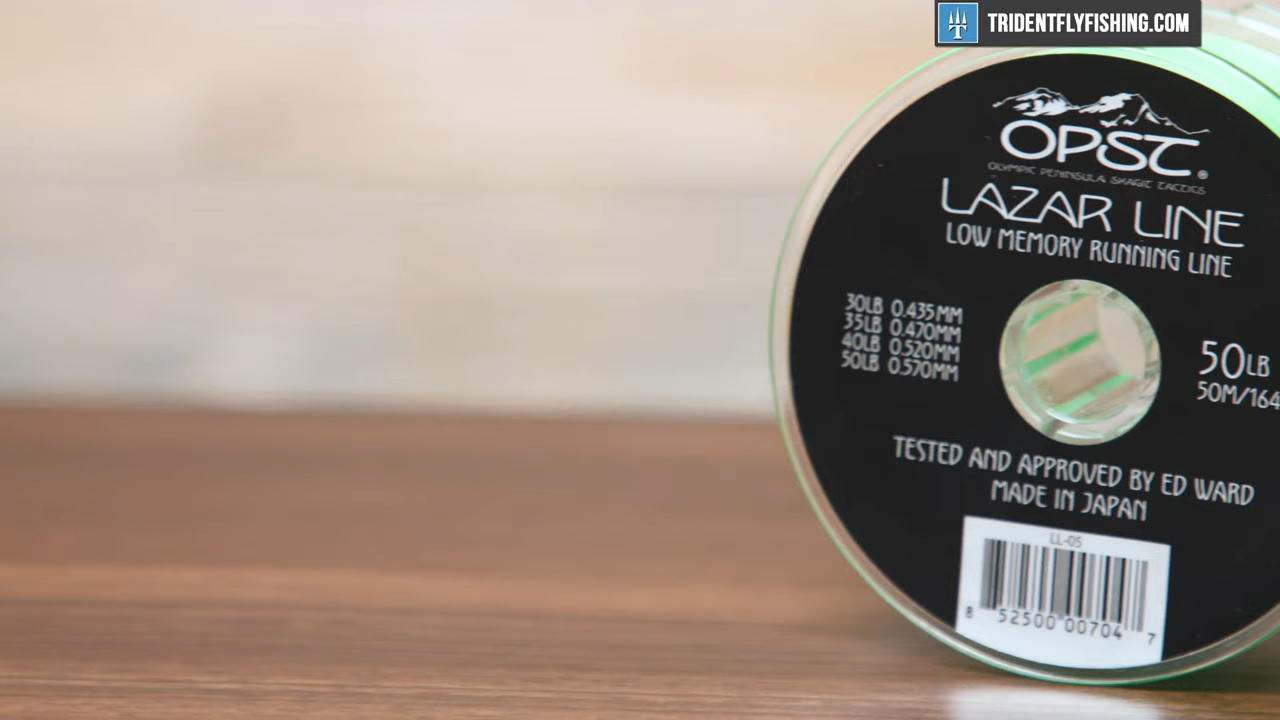 TRIDENTFLYFISHING.COM
OPST®
OLYMPIC PENINSULA SKAGIT TACTICS
LAZAR LINE
LOW MEMORY RUNNING LINE
30LB 0.435MM
35LB 0.470MM
40LB 0.520MM
50LB 0.570MM
50LB
50M/164
TESTED AND APPROVED BY ED WARD
MADE IN JAPAN
LL-05
8 52500 00704 7